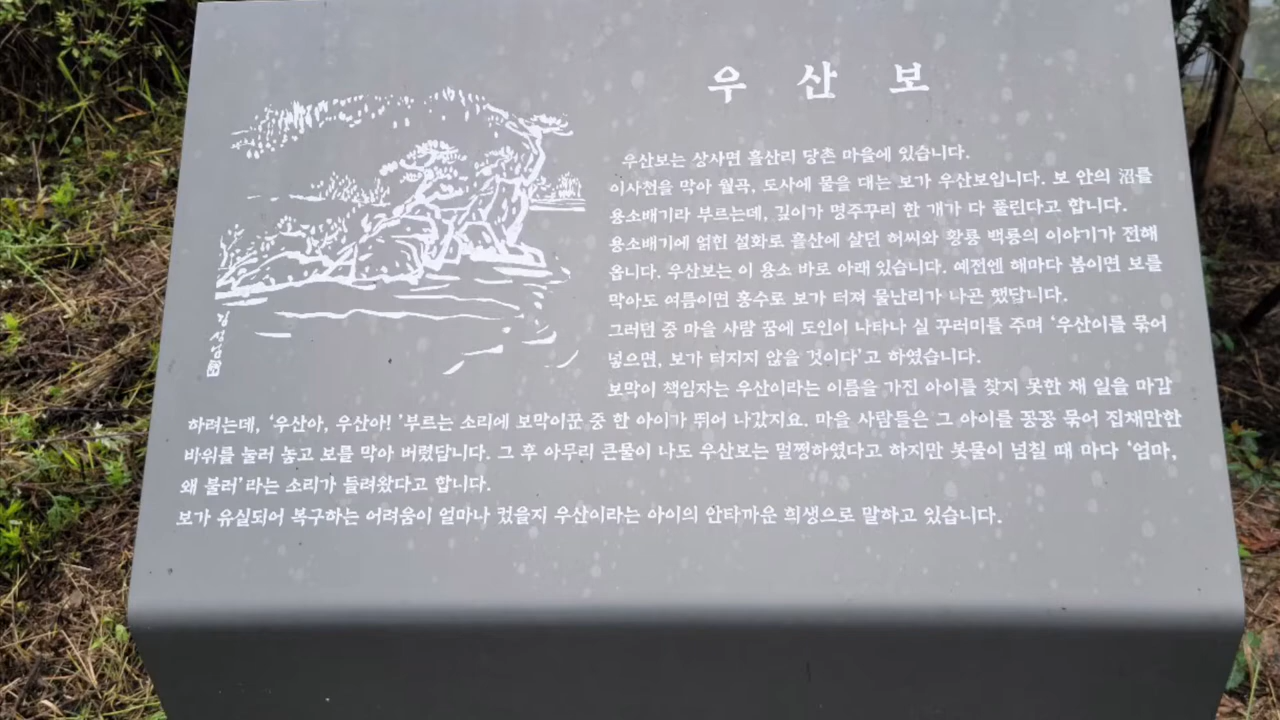 우 산 보
우산보는 상사면 흘산리 당촌 마을에 있습니다.
이사천을 막아 월곡, 도사에 물을 대는 보가 우산보입니다. 보 안의 沼를
용소배기라 부르는데, 깊이가 명주꾸리 한 개가 다 풀린다고 합니다.
용소배기에 얽힌 설화로 흘산에 살던 허씨와 황룡 백룡의 이야기가 전해
옵니다. 우산보는 이 용소 바로 아래 있습니다. 예전엔 해마다 봄이면 보를
막아도 여름이면 홍수로 보가 터져 물난리가 나곤 했답니다.
그러던 중 마을 사람 꿈에 도인이 나타나 실 꾸러미를 주며 ‘우산이를 묶어
넣으면, 보가 터지지 않을 것이다’고 하였습니다.
보막이 책임자는 우산이라는 이름을 가진 아이를 찾지 못한 채 일을 마감
하려는데, ‘우산아, 우산아! ’부르는 소리에 보막이꾼 중 한 아이가 뛰어 나갔지요. 마을 사람들은 그 아이를 꽁꽁 묶어 집채만한
바위를 눌러 놓고 보를 막아 버렸답니다. 그 후 아무리 큰물이 나도 우산보는 멀쩡하였다고 하지만 봇물이 넘칠 때 마다 ‘엄마,
왜 불러’라는 소리가 들려왔다고 합니다.
보가 유실되어 복구하는 어려움이 얼마나 컸을지 우산이라는 아이의 안타까운 희생으로 말하고 있습니다.